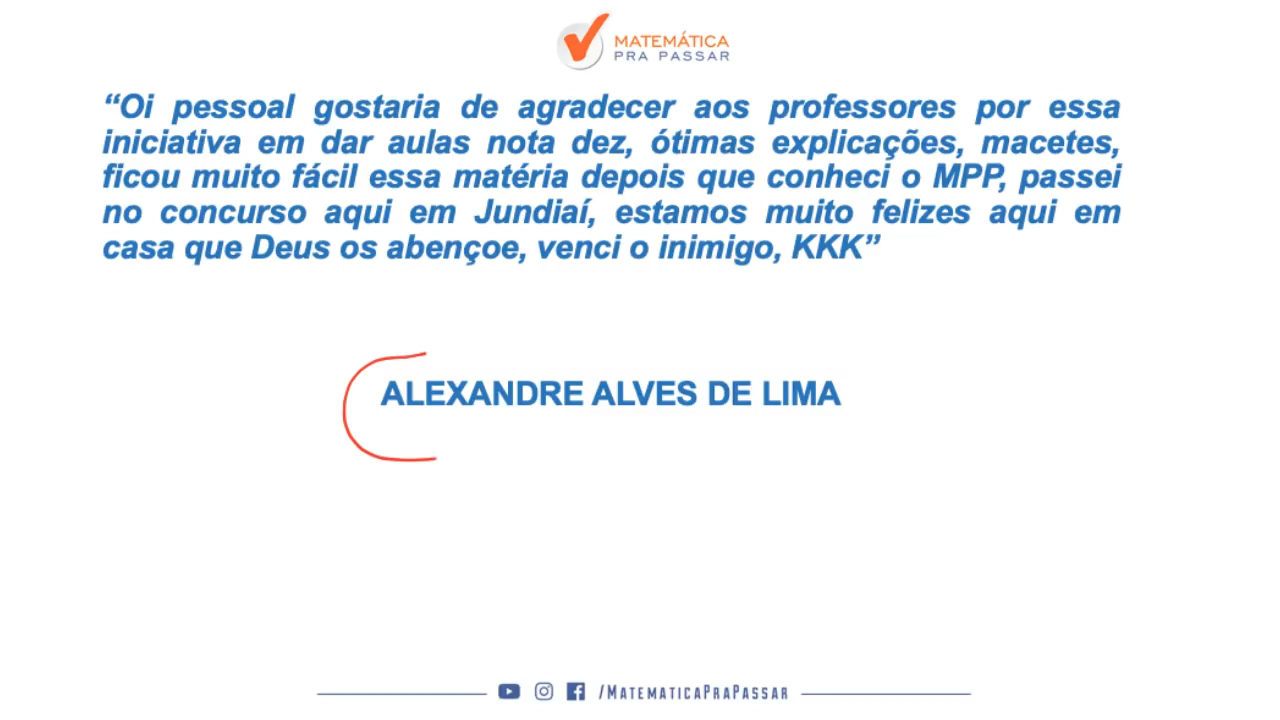 MATEMÁTICA
PRA PASSAR
“Oi pessoal gostaria de agradecer aos professores por essa
iniciativa em dar aulas nota dez, ótimas explicações, macetes,
ficou muito fácil essa matéria depois que conheci o MPP, passei
no concurso aqui em Jundiaí, estamos muito felizes aqui em
casa que Deus os abençoe, venci o inimigo, KKK”
ALEXANDRE ALVES DE LIMA
/MATEMATICAPRAPASSAR